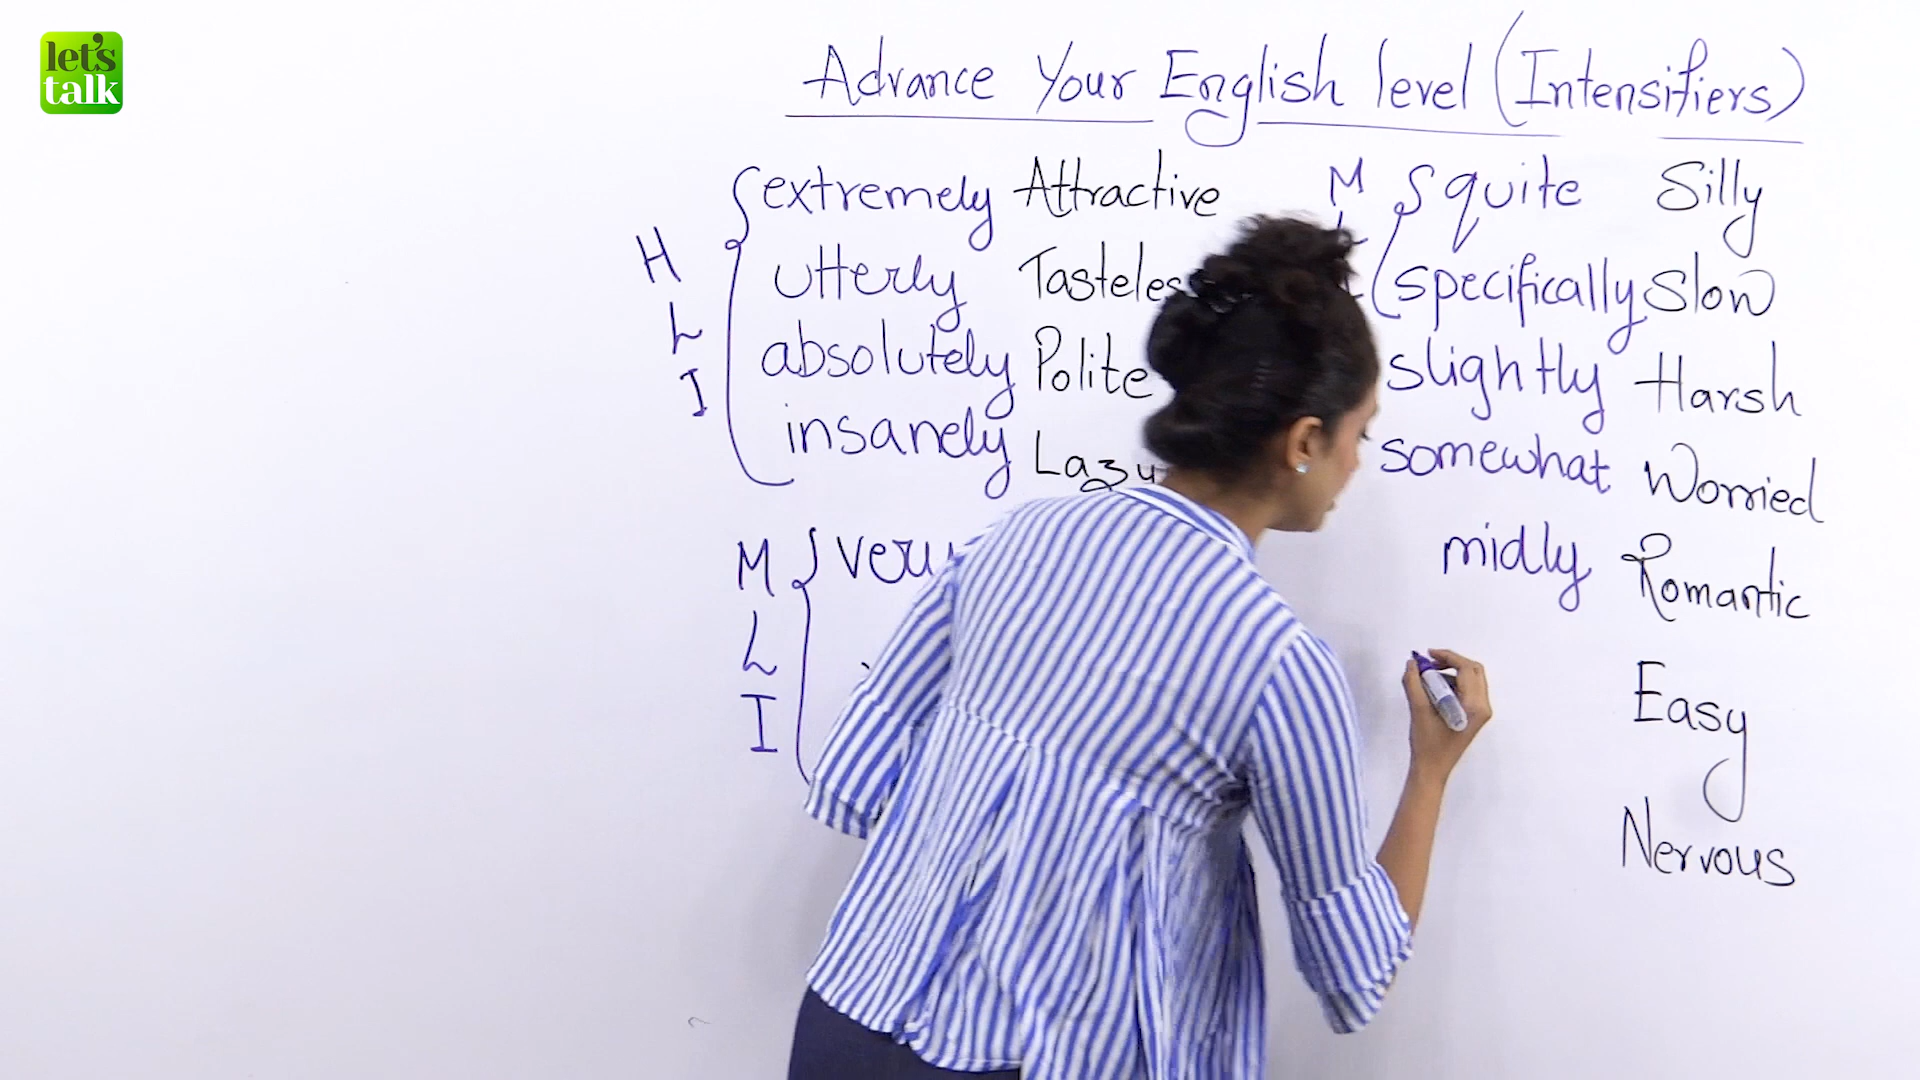 let's
talk
Advance Your English level (Intensifiers)
H
L
I
extremely Attractive
utterly
absolutely Polite
insanely Lazy
M
L
I
very
M
quite Silly
specifically Slow
slightly Harsh
somewhat Worried
midly Romantic
Easy
Nervous